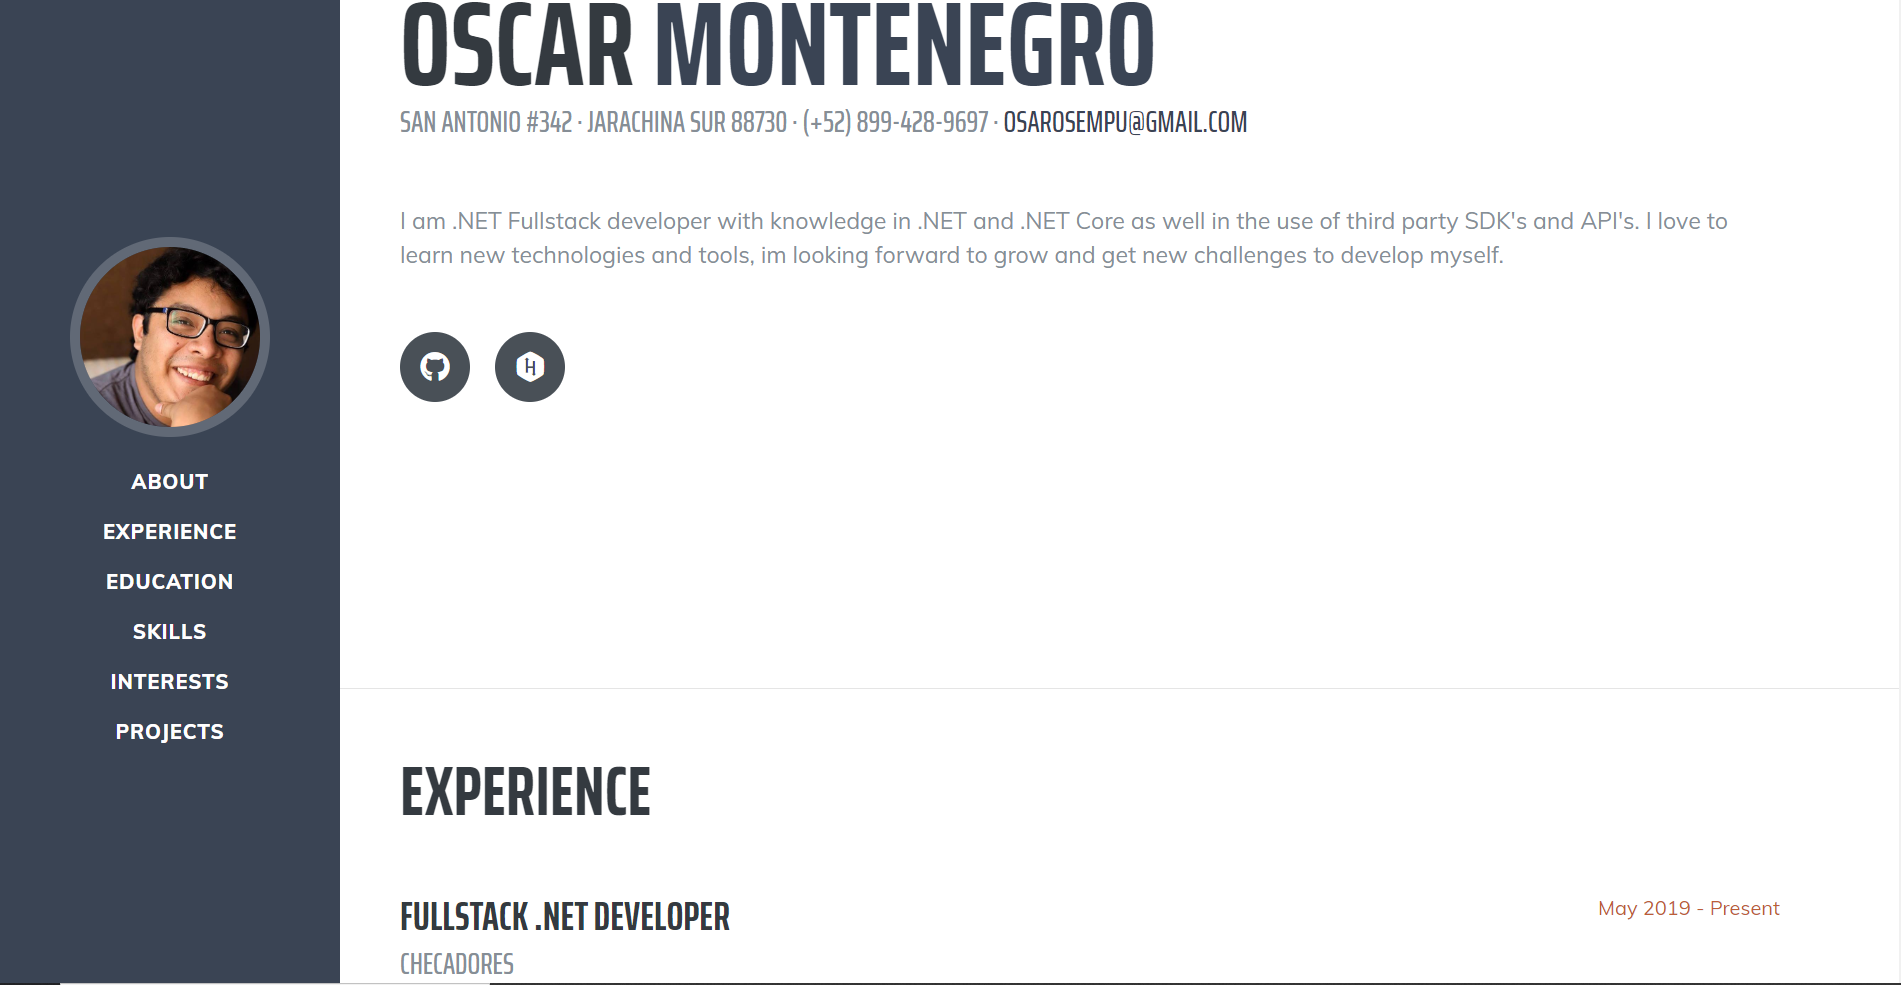 OSCAR MONTENEGRO
SAN ANTONIO #342 · JARACHINA SUR 88730 · (+52) 899-428-9697 · OSAROSEMPU@GMAIL.COM
I am .NET Fullstack developer with knowledge in .NET and .NET Core as well in the use of third party SDK's and API's. I love to
learn new technologies and tools, im looking forward to grow and get new challenges to develop myself.
H
ABOUT
EXPERIENCE
EDUCATION
SKILLS
INTERESTS
PROJECTS
EXPERIENCE
FULLSTACK .NET DEVELOPER
May 2019 - Present
CHECADORES